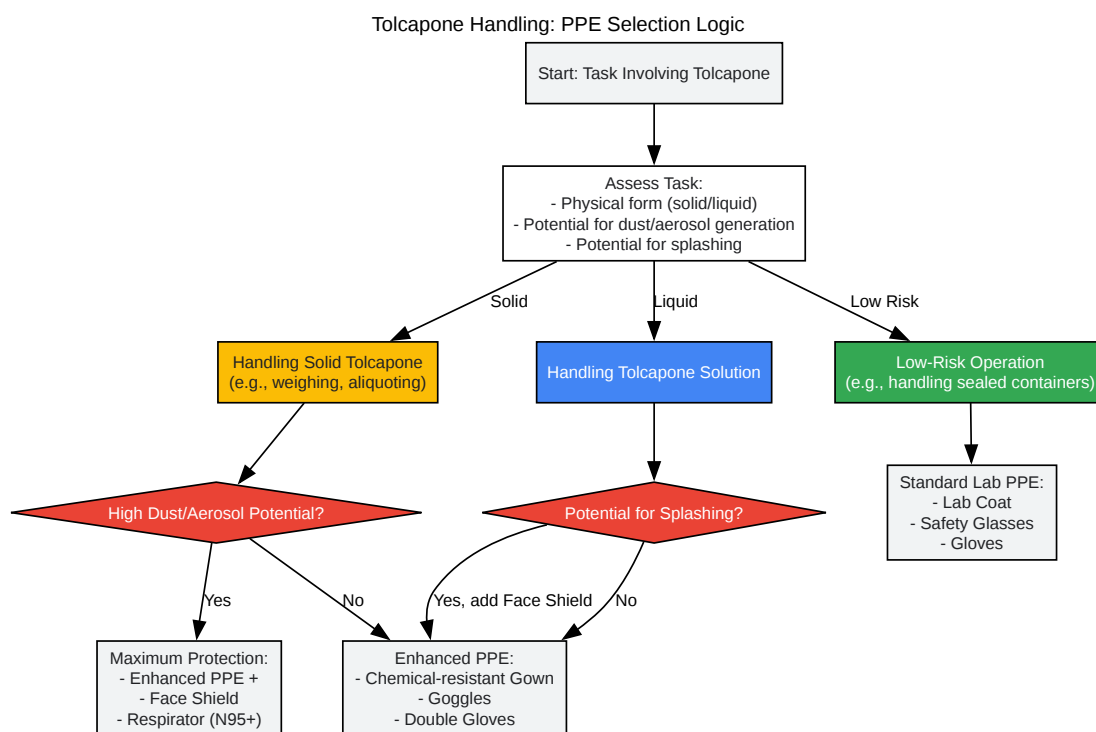 Tolcapone Handling: PPE Selection Logic
Start: Task Involving Tolcapone
Assess Task:
- Physical form (solid/liquid)
- Potential for dust/aerosol generation
- Potential for splashing
Solid
Liquid
Low Risk
Handling Solid Tolcapone
(e.g., weighing, aliquoting)
Handling Tolcapone Solution
Low-Risk Operation
(e.g., handling sealed containers)
High Dust/Aerosol Potential?
Potential for Splashing?
Standard Lab PPE:
- Lab Coat
- Safety Glasses
- Gloves
Yes
No
Yes, add Face Shield
No
Maximum Protection:
- Enhanced PPE +
- Face Shield
- Respirator (N95+)
Enhanced PPE:
- Chemical-resistant Gown
- Goggles
- Double Gloves